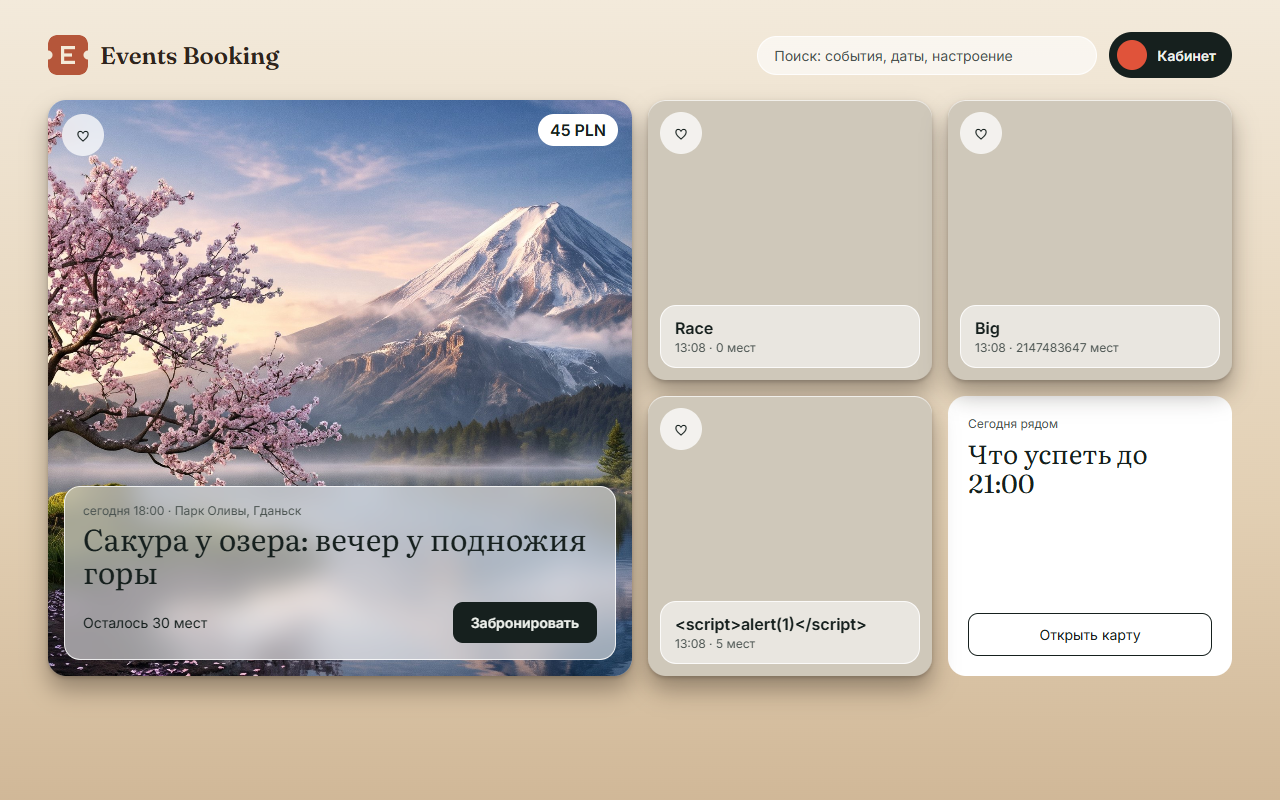 E Events Booking
Поиск: события, даты, настроение
Кабинет
45 PLN
сегодня 18:00 · Парк Оливы, Гданьск
Сакура у озера: вечер у подножия
горы
Осталось 30 мест
Забронировать
Race
13:08 · 0 мест
Big
13:08 · 2147483647 мест
<script>alert(1)</script>
13:08 · 5 мест
Сегодня рядом
Что успеть до
21:00
Открыть карту